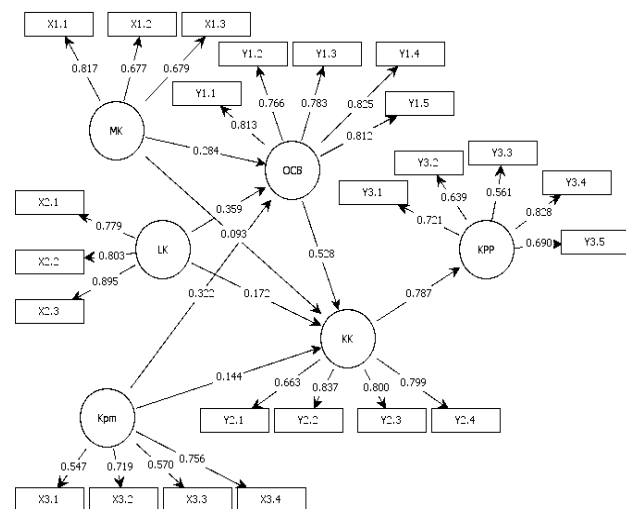 X1.1
X1.2
X1.3
0.817
0.677
0.679
MK
Y1.1
Y1.2
Y1.3
Y1.4
Y1.5
0.813
0.766
0.783
0.825
0.812
OCB
0.284
0.359
0.093
0.322
X2.1
X2.2
X2.3
0.779
0.803
0.895
LK
0.172
0.528
Y3.1
Y3.2
Y3.3
Y3.4
Y3.5
0.721
0.639
0.561
0.828
0.690
KPP
0.787
KK
0.144
0.663
0.837
0.800
0.799
Y2.1
Y2.2
Y2.3
Y2.4
Kpm
0.547
0.719
0.570
0.756
X3.1
X3.2
X3.3
X3.4